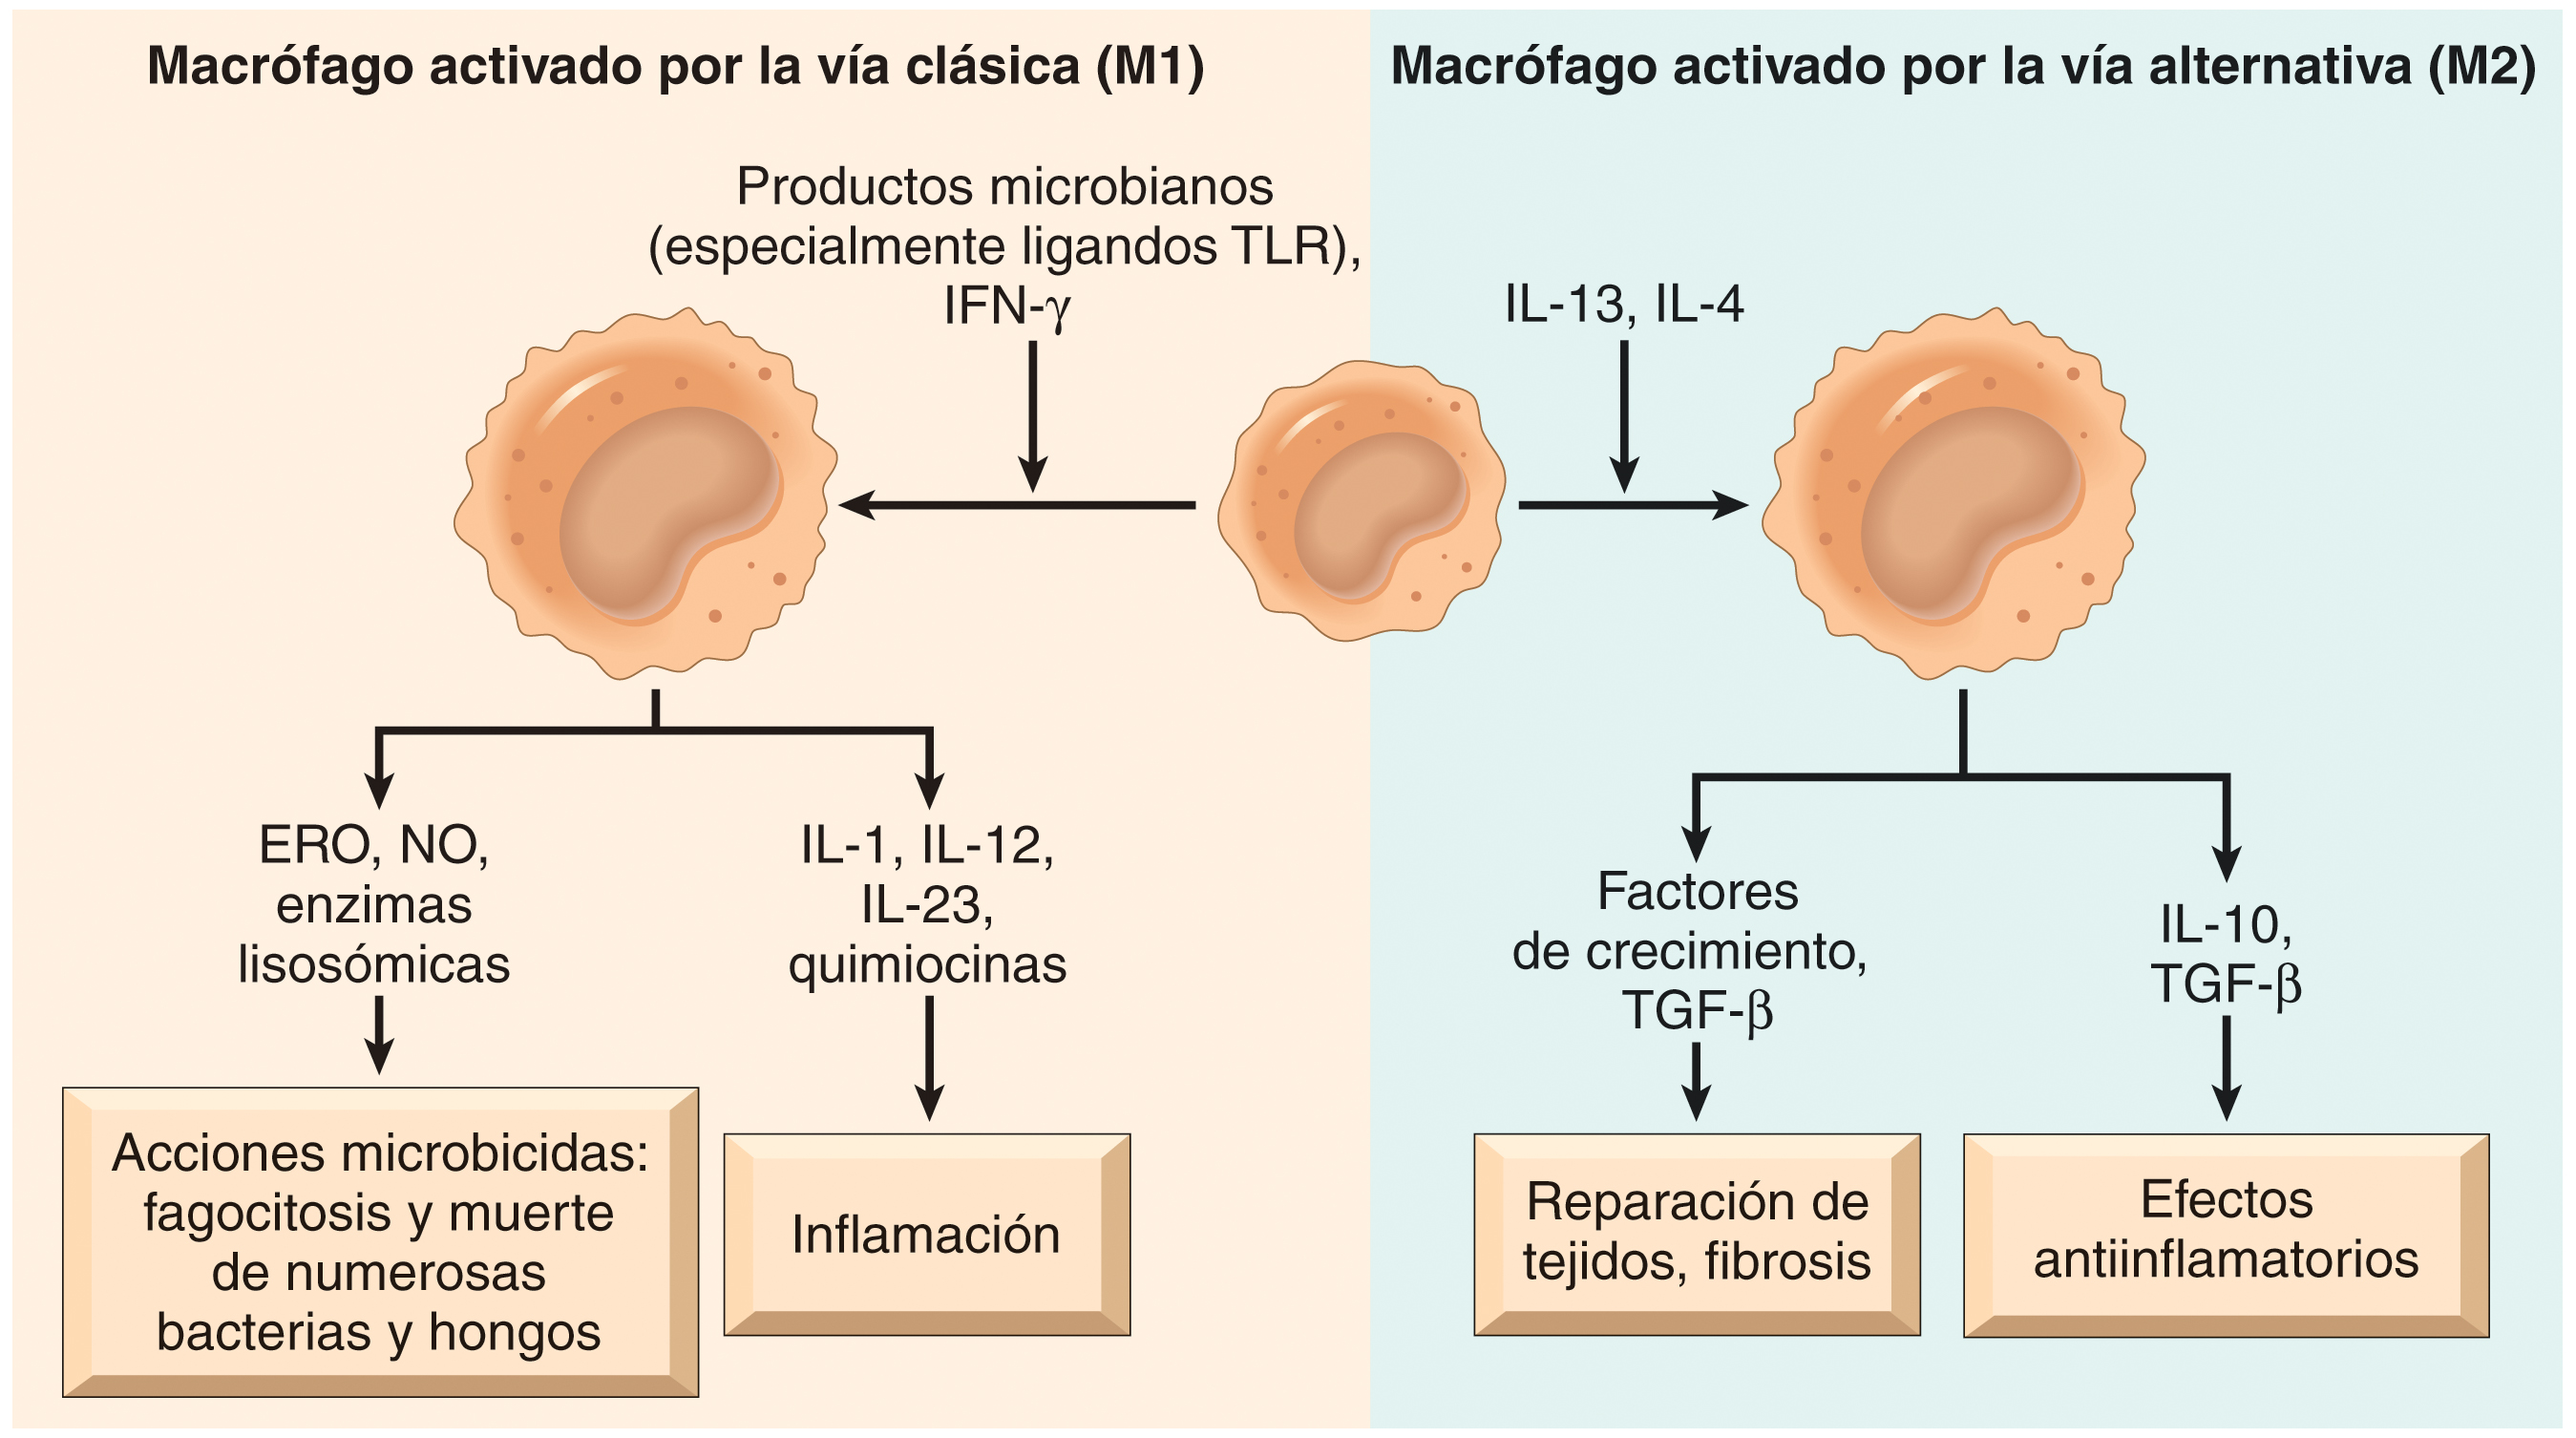 Macrófago activado por la vía clásica (M1)
Macrófago activado por la vía alternativa (M2)
Productos microbianos
(especialmente ligandos TLR),
IFN-γ
IL-13, IL-4
ERO, NO,
enzimas
lisosómicas
IL-1, IL-12,
IL-23,
quimiocinas
Factores
de crecimiento,
TGF-β
IL-10,
TGF-β
Acciones microbicidas:
fagocitosis y muerte
de numerosas
bacterias y hongos
Inflamación
Reparación de
tejidos, fibrosis
Efectos
antiinflamatorios